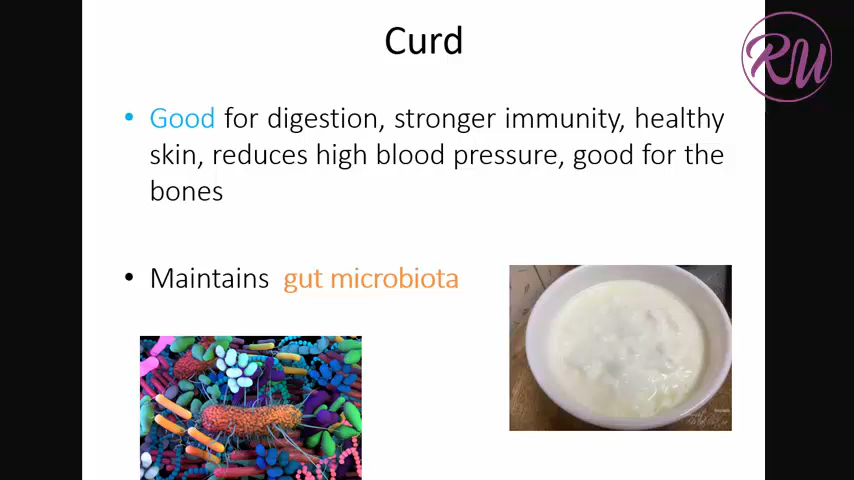 Curd
RU
• Good for digestion, stronger immunity, healthy
skin, reduces high blood pressure, good for the
bones
• Maintains gut microbiota